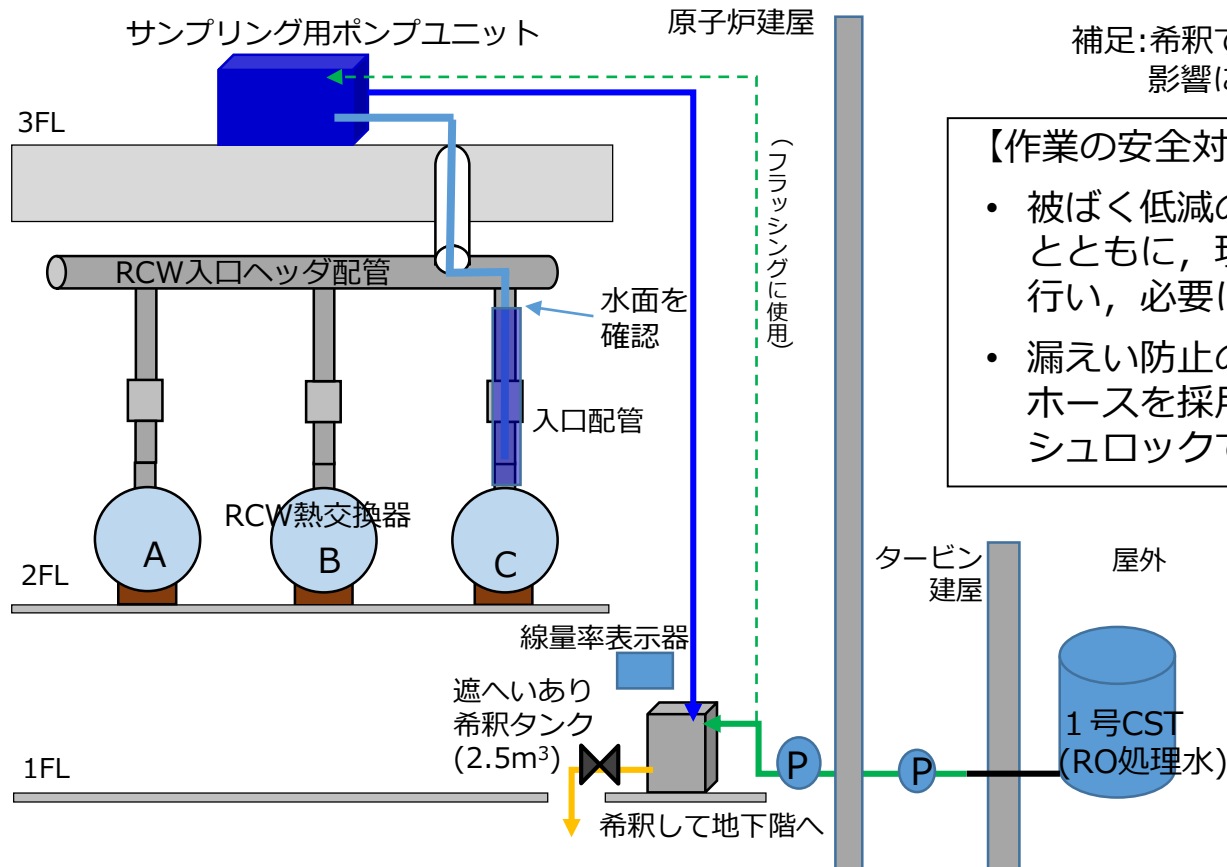 サンプリング用ポンプユニット
原子炉建屋
補足:希釈
影響に
3FL
(フラッシングに使用)
【作業の安全対
• 被ばく低減の
とともに，現
行い，必要に
• 漏えい防止の
ホースを採用
シュロックで
RCW入口ヘッダ配管
水面を
確認
入口配管
RCW熱交換器
A
B
C
2FL
タービン
建屋
屋外
線量率表示器
遮へいあり
希釈タンク
(2.5m³)
1FL
P
P
１号CST
(RO処理水)
希釈して地下階へ